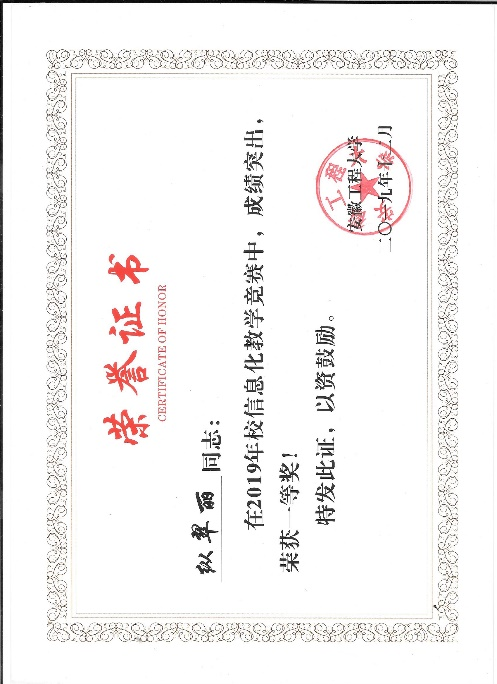 荣誉证书
CERTIFICATE OF HONOR
纵翠丽 同志：
在2019年校信息化教学竞赛中，成绩突出，
荣获一等奖！
特发此证，以资鼓励。
安徽工程大学
二〇一九年十 月